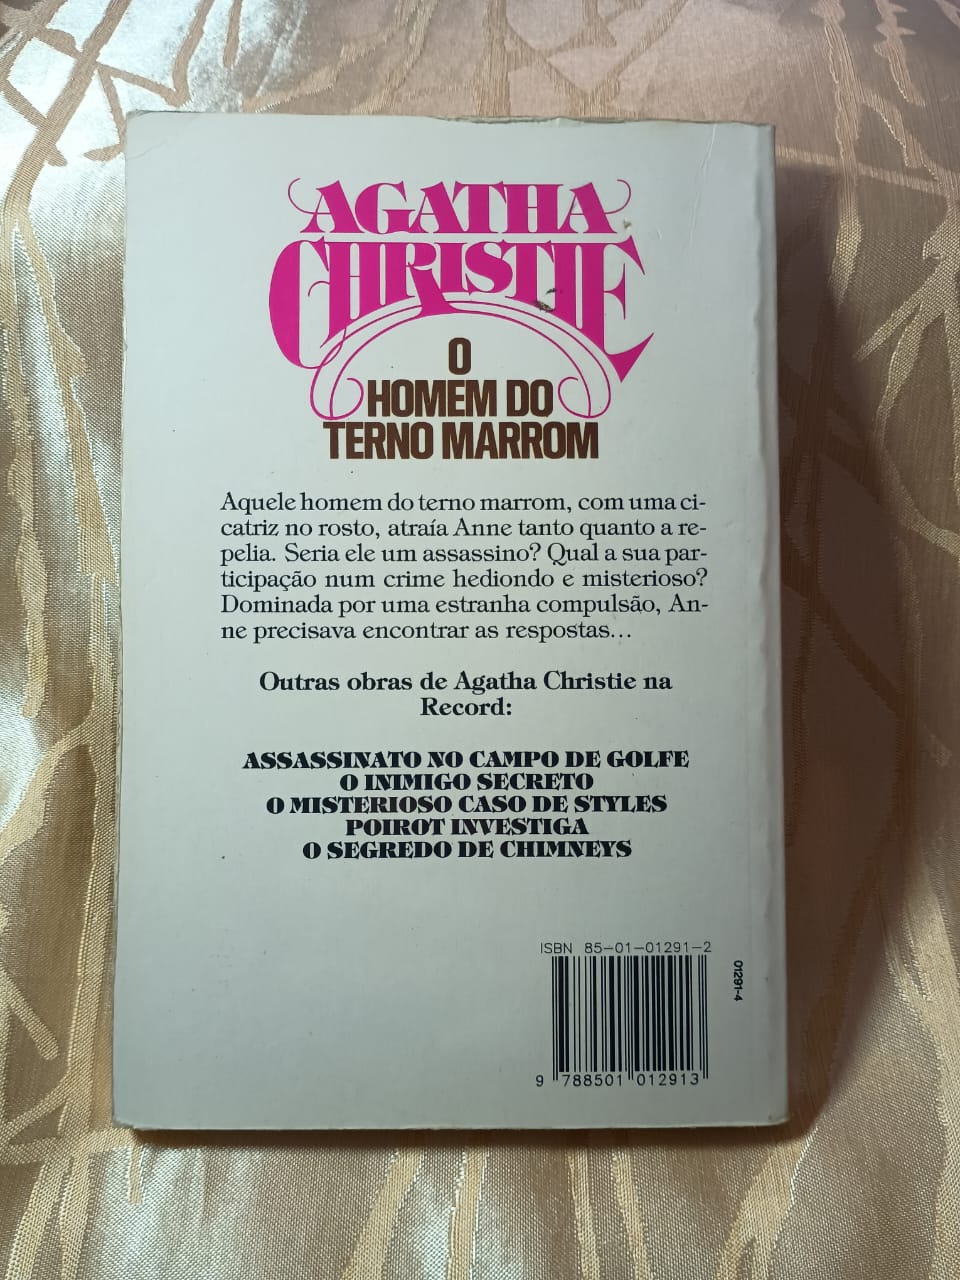 AGATHA
CHRISTIE
O
HOMEM DO
TERNO MARROM
Aquele homem do terno marrom, com uma ci-
catriz no rosto, atraía Anne tanto quanto a re-
pelia. Seria ele um assassino? Qual a sua par-
ticipação num crime hediondo e misterioso?
Dominada por uma estranha compulsão, An-
ne precisava encontrar as respostas...
Outras obras de Agatha Christie na
Record:
ASSASSINATO NO CAMPO DE GOLFE
O INIMIGO SECRETO
O MISTERIOSO CASO DE STYLES
POIROT INVESTIGA
O SEGREDO DE CHIMNEYS
ISBN 85-01-01291-2
01291-4
9 788501 012913